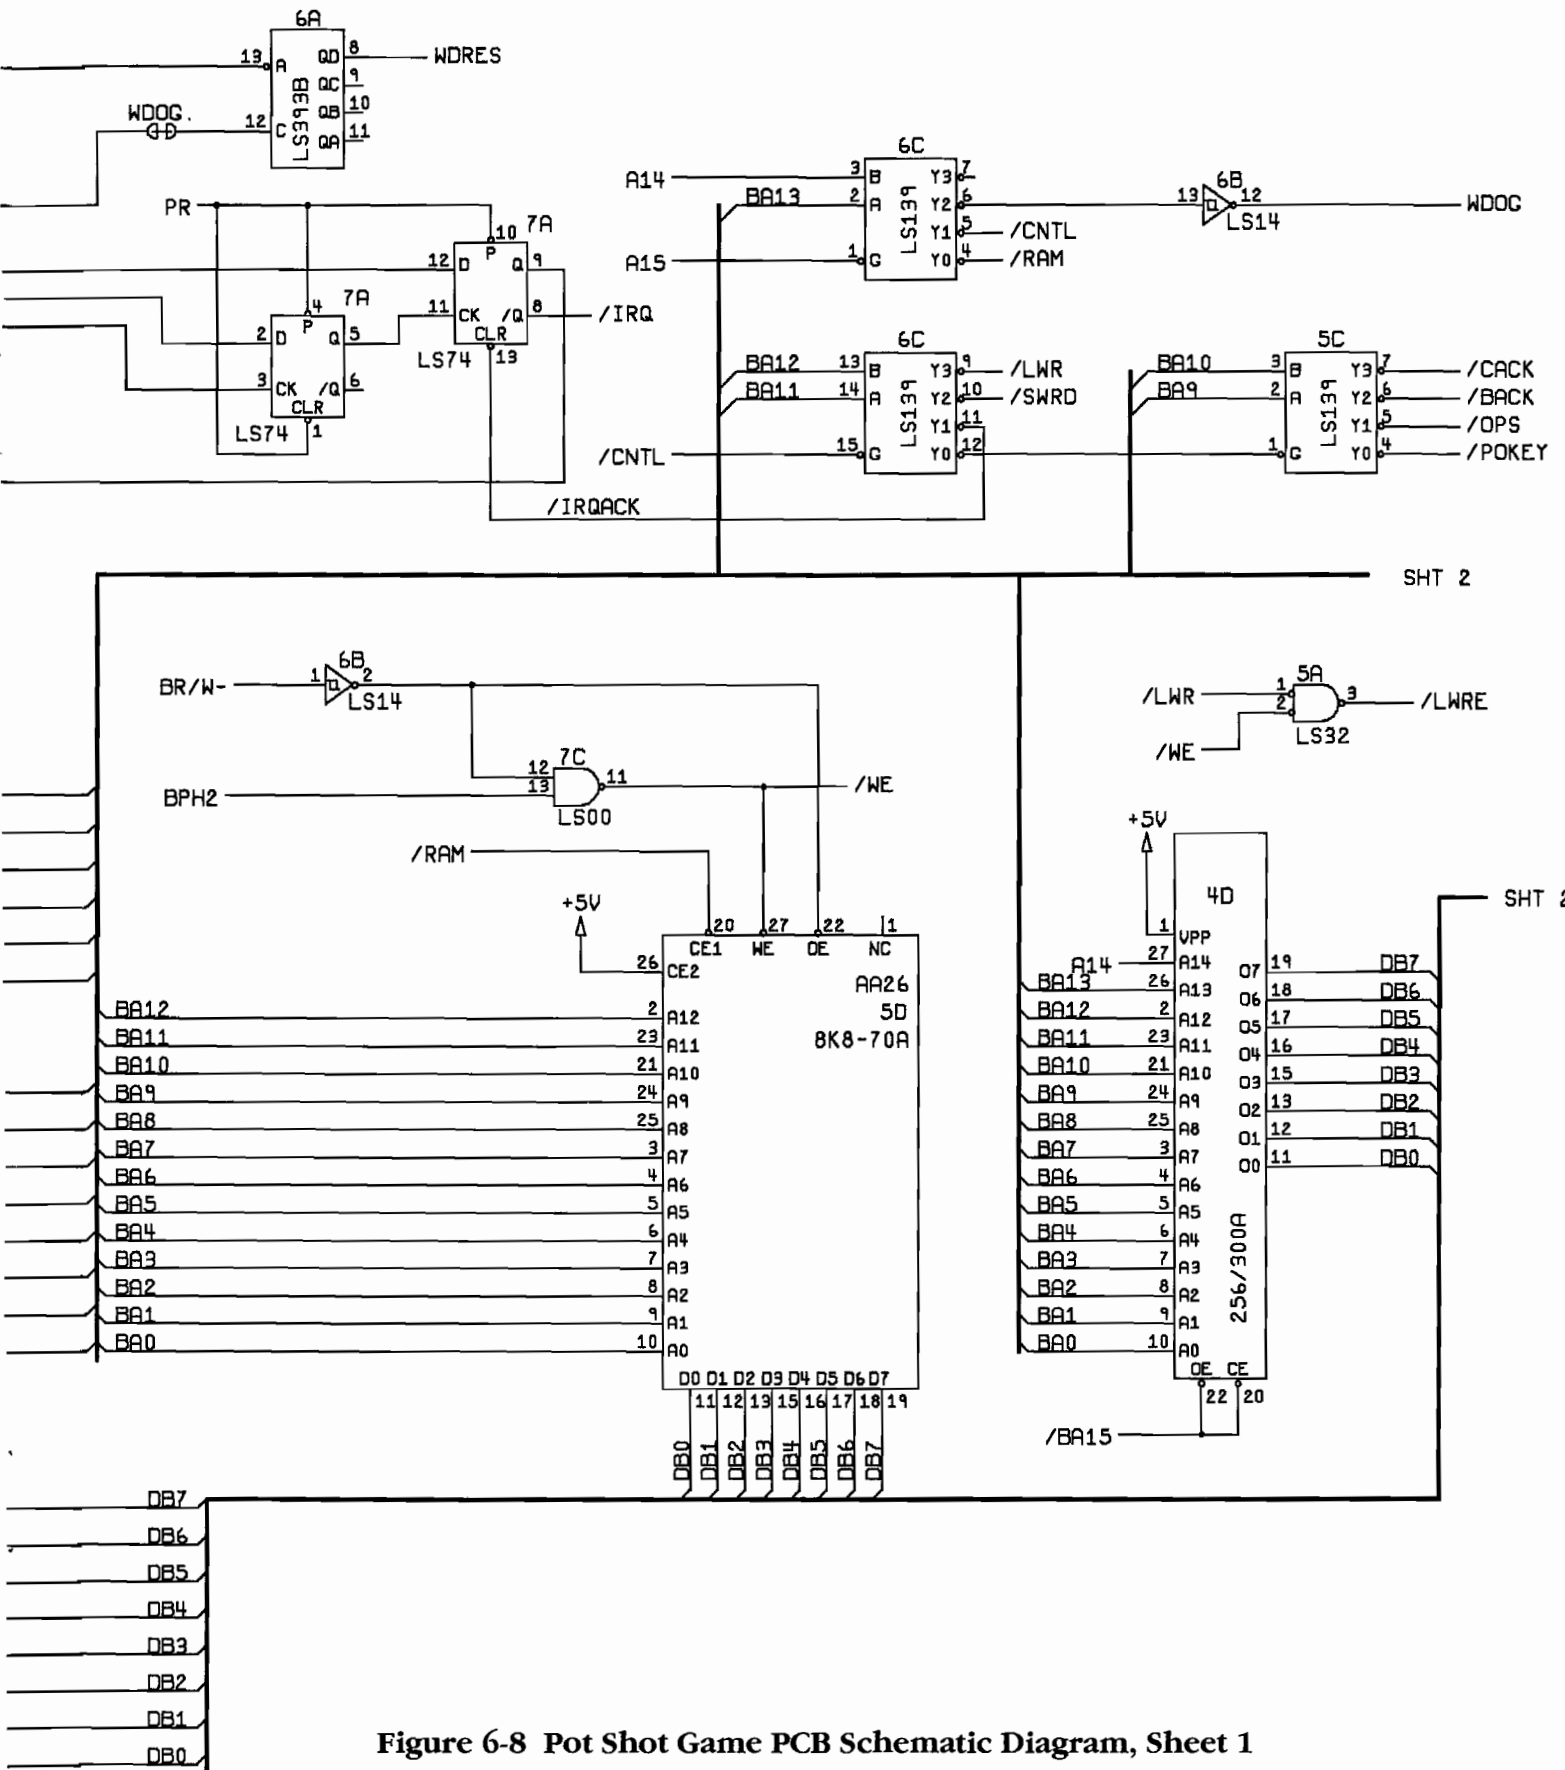 6A
13 A QD 8 WDRES
QC 9
QB 10
QA 11
WDOG. 12 C
LS393B
PR
10 7A
12 D P Q 9
11 CK /Q 8 /IRQ
CLR
LS74 13
4 7A
2 D P Q 5
3 CK /Q 6
CLR
LS74 1
/IRQACK
6C
A14 3 B Y3 7
BA13 2 A Y2 6
Y1 5 /CNTL
A15 1 G Y0 4 /RAM
LS139
13 6B 12 WDOG
LS14
6C
BA12 13 B Y3 9 /LWR
BA11 14 A Y2 10 /SWRD
Y1 11
/CNTL 15 G Y0 12
LS139
5C
BA10 3 B Y3 7 /CACK
BA9 2 A Y2 6 /BACK
Y1 5 /OPS
1 G Y0 4 /POKEY
LS139
SHT 2
BR/W- 1 6B 2
LS14
7C
12
BPH2 13 11 /WE
LS00
/RAM
/LWR 1 5A 3 /LWRE
/WE 2
LS32
+5V
20 27 22 1
CE1 WE OE NC
26 CE2
AA26
5D
8K8-70A
BA12 2 A12
BA11 23 A11
BA10 21 A10
BA9 24 A9
BA8 25 A8
BA7 3 A7
BA6 4 A6
BA5 5 A5
BA4 6 A4
BA3 7 A3
BA2 8 A2
BA1 9 A1
BA0 10 A0
D0 D1 D2 D3 D4 D5 D6 D7
11 12 13 15 16 17 18 19
DB0 DB1 DB2 DB3 DB4 DB5 DB6 DB7
+5V
4D
SHT 2
1 VPP
A14 27 A14
BA13 26 A13
BA12 2 A12
BA11 23 A11
BA10 21 A10
BA9 24 A9
BA8 25 A8
BA7 3 A7
BA6 4 A6
BA5 5 A5
BA4 6 A4
BA3 7 A3
BA2 8 A2
BA1 9 A1
BA0 10 A0
O7 19 DB7
O6 18 DB6
O5 17 DB5
O4 16 DB4
O3 15 DB3
O2 13 DB2
O1 12 DB1
O0 11 DB0
256/300A
OE CE
22 20
/BA15
DB7
DB6
DB5
DB4
DB3
DB2
DB1
DB0
Figure 6-8 Pot Shot Game PCB Schematic Diagram, Sheet 1